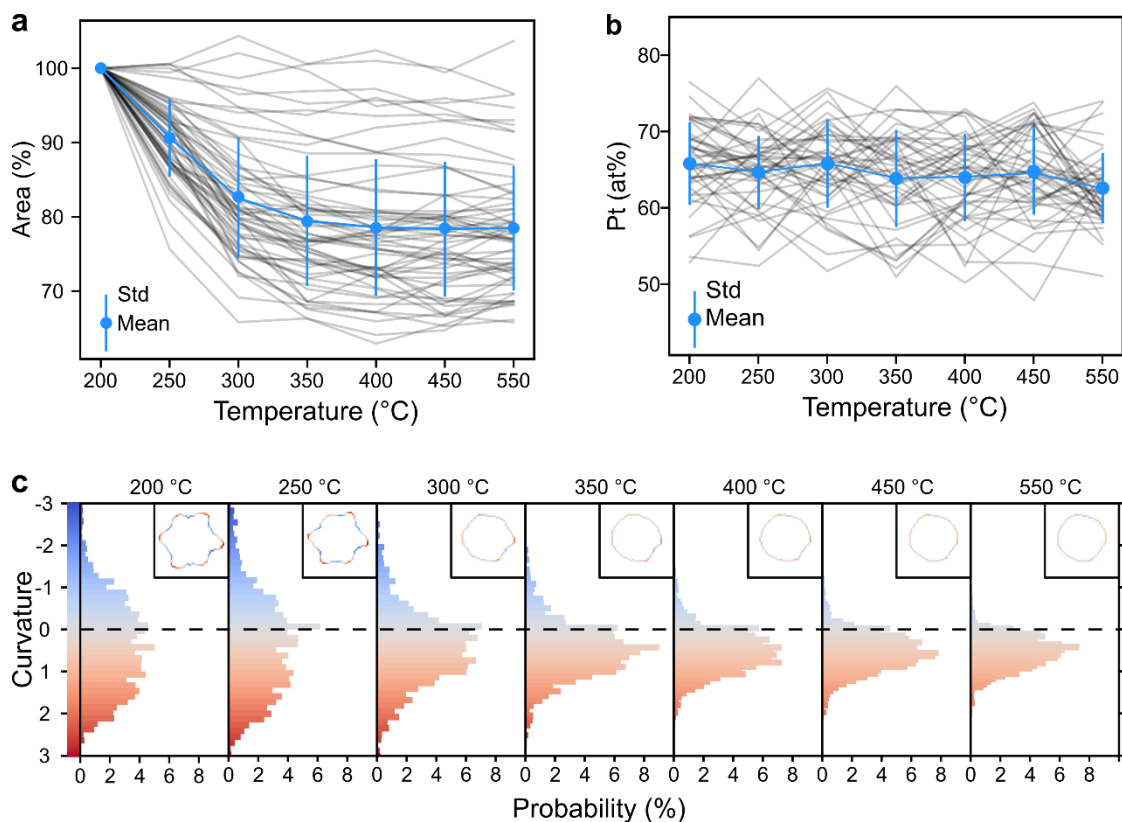 a
100
90
80
70
Area (%)
Std
Mean
200 250 300 350 400 450 550
Temperature (°C)
b
80
70
60
50
Pt (at%)
Std
Mean
200 250 300 350 400 450 550
Temperature (°C)
c
200 °C 250 °C 300 °C 350 °C 400 °C 450 °C 550 °C
-3
-2
-1
0
1
2
3
Curvature
0 2 4 6 8 0 2 4 6 8 0 2 4 6 8 0 2 4 6 8 0 2 4 6 8 0 2 4 6 8 0 2 4 6 8
Probability (%)